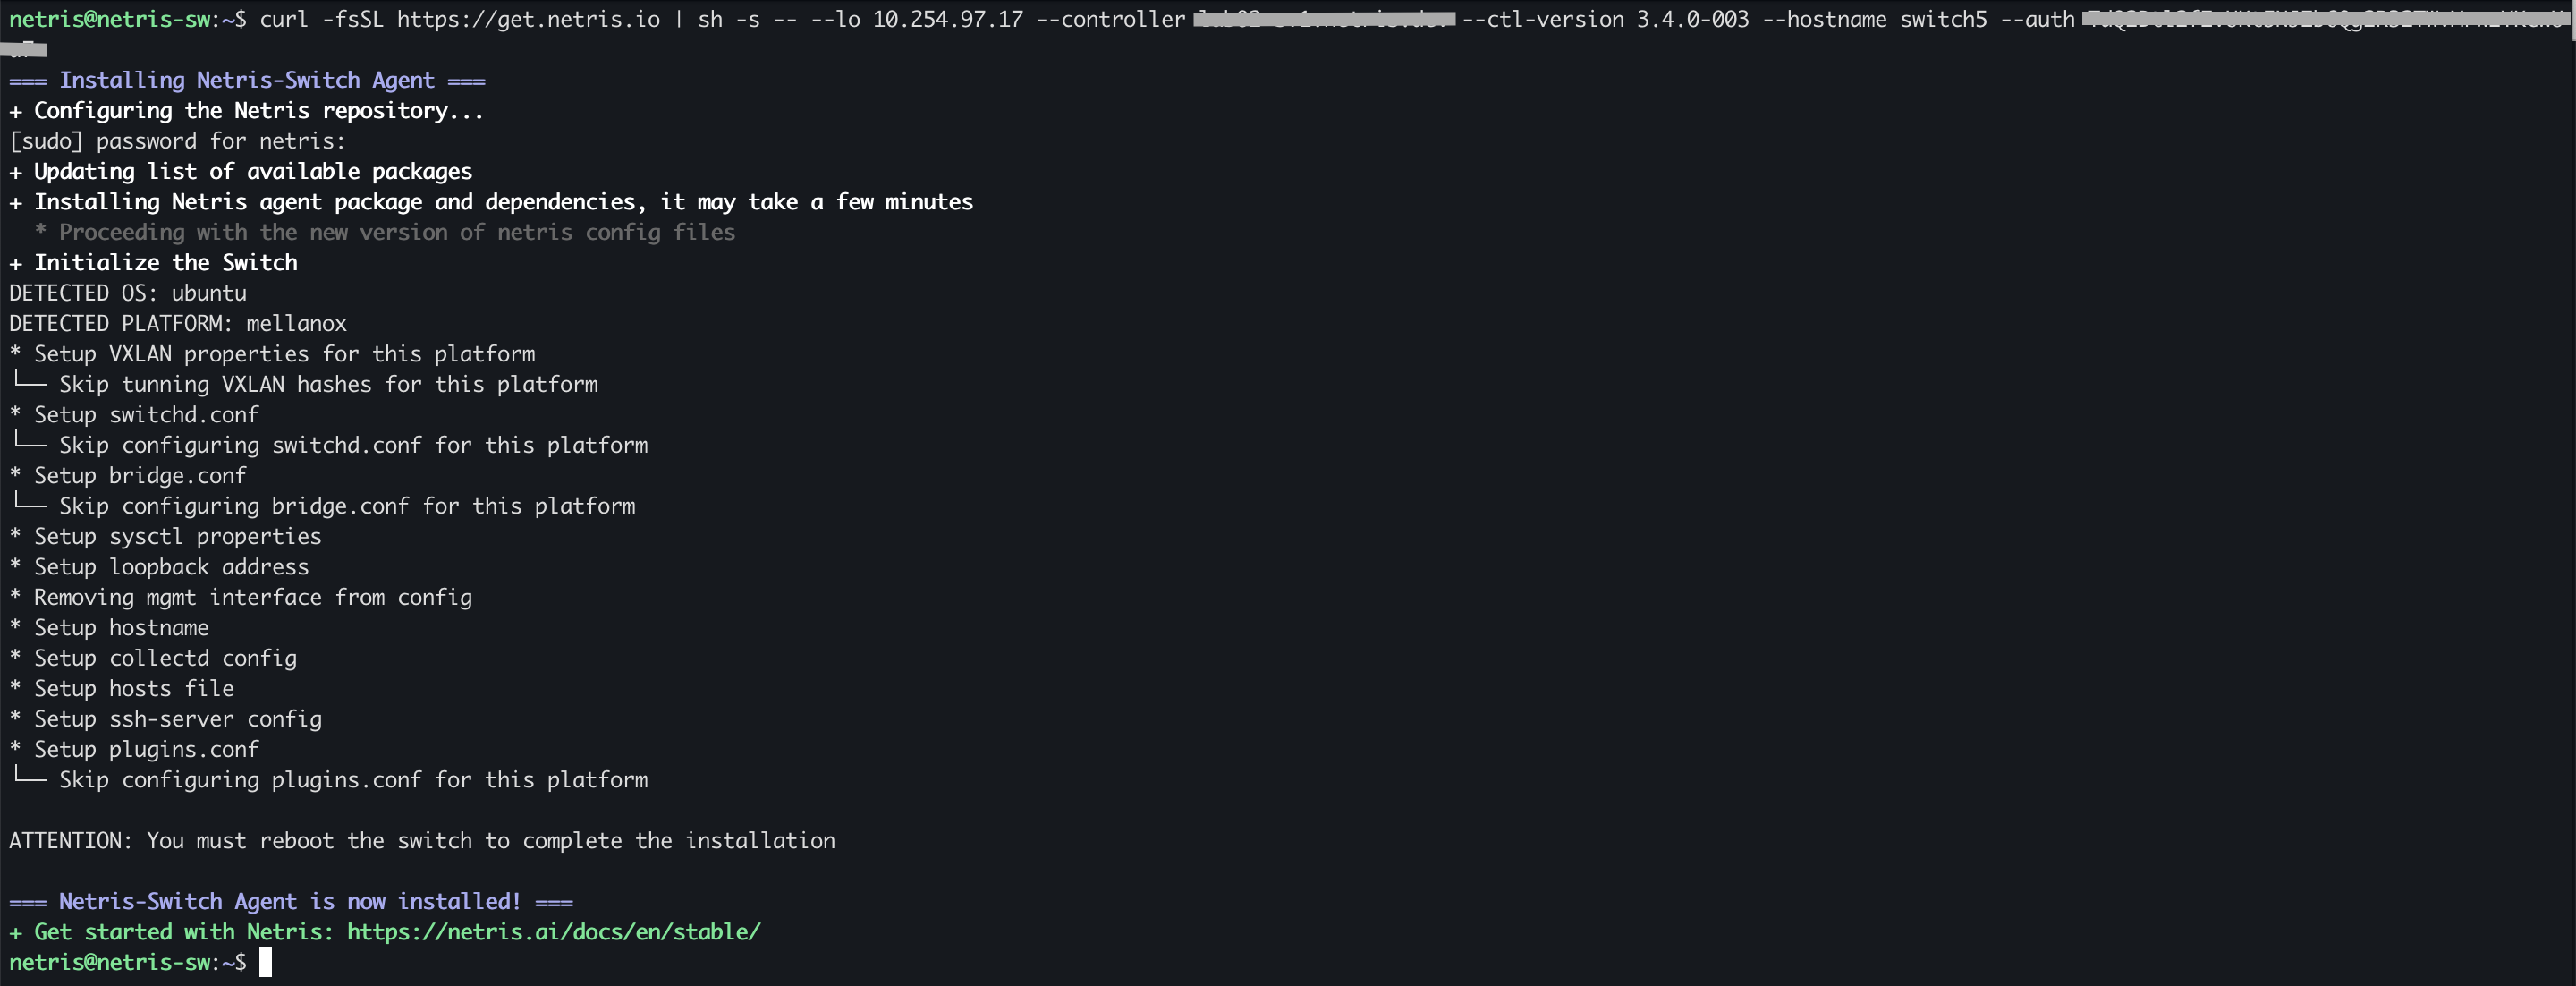 netris@netris-sw:~$ curl -fsSL https://get.netris.io | sh -s -- --lo 10.254.97.17 --controller --ctl-version 3.4.0-003 --hostname switch5 --auth
=== Installing Netris-Switch Agent ===
+ Configuring the Netris repository...
[sudo] password for netris:
+ Updating list of available packages
+ Installing Netris agent package and dependencies, it may take a few minutes
* Proceeding with the new version of netris config files
+ Initialize the Switch
DETECTED OS: ubuntu
DETECTED PLATFORM: mellanox
* Setup VXLAN properties for this platform
└── Skip tunning VXLAN hashes for this platform
* Setup switchd.conf
└── Skip configuring switchd.conf for this platform
* Setup bridge.conf
└── Skip configuring bridge.conf for this platform
* Setup sysctl properties
* Setup loopback address
* Removing mgmt interface from config
* Setup hostname
* Setup collectd config
* Setup hosts file
* Setup ssh-server config
* Setup plugins.conf
└── Skip configuring plugins.conf for this platform
ATTENTION: You must reboot the switch to complete the installation
=== Netris-Switch Agent is now installed! ===
+ Get started with Netris: https://netris.ai/docs/en/stable/
netris@netris-sw:~$